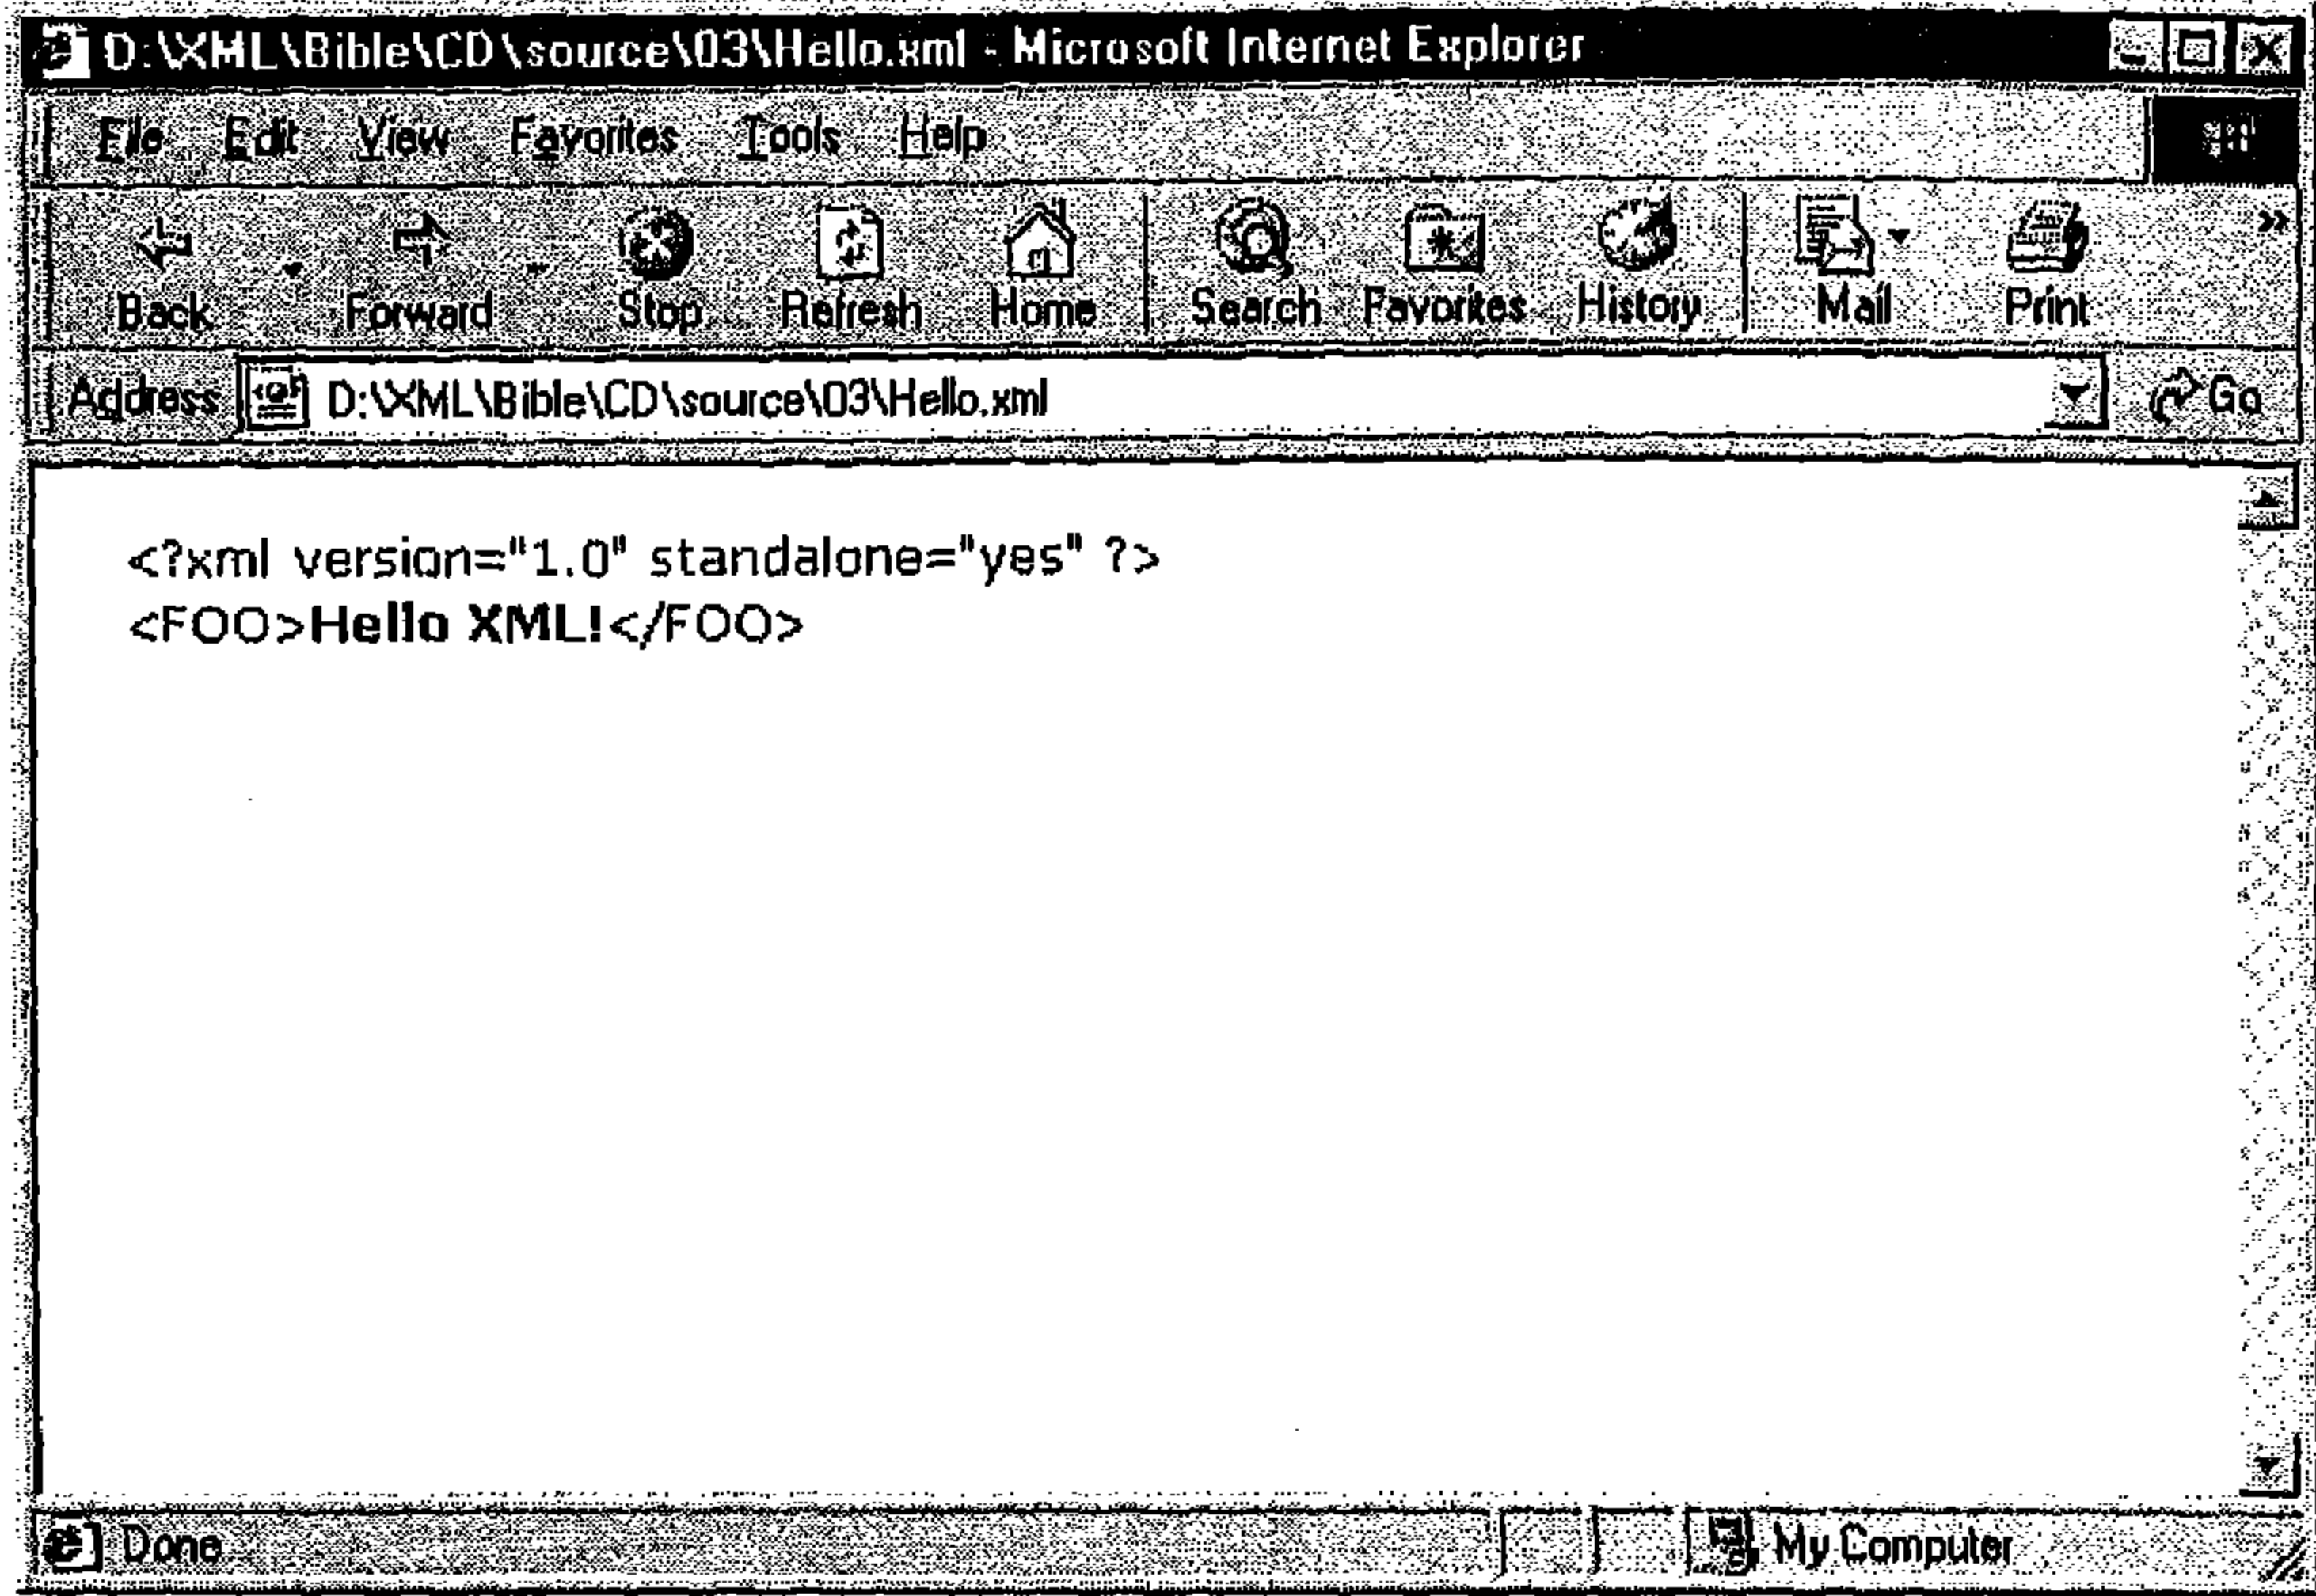 D:\XML\Bible\CD\source\03\Hello.xml - Microsoft Internet Explorer
File Edit View Favorites Tools Help
Back Forward Stop Refresh Home Search Favorites History Mail Print »
Address D:\XML\Bible\CD\source\03\Hello.xml Go
<?xml version="1.0" standalone="yes" ?>
<FOO>Hello XML!</FOO>
Done My Computer